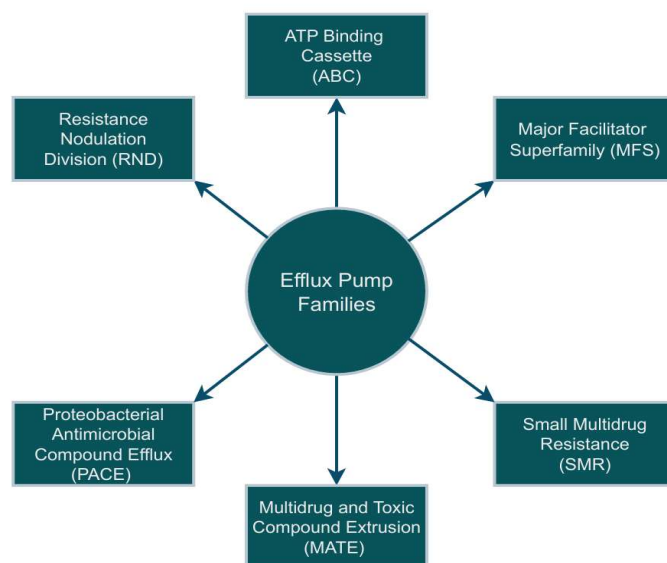 ATP Binding
Cassette
(ABC)
Resistance
Nodulation
Division (RND)
Major Facilitator
Superfamily (MFS)
Efflux Pump
Families
Proteobacterial
Antimicrobial
Compound Efflux
(PACE)
Small Multidrug
Resistance
(SMR)
Multidrug and Toxic
Compound Extrusion
(MATE)